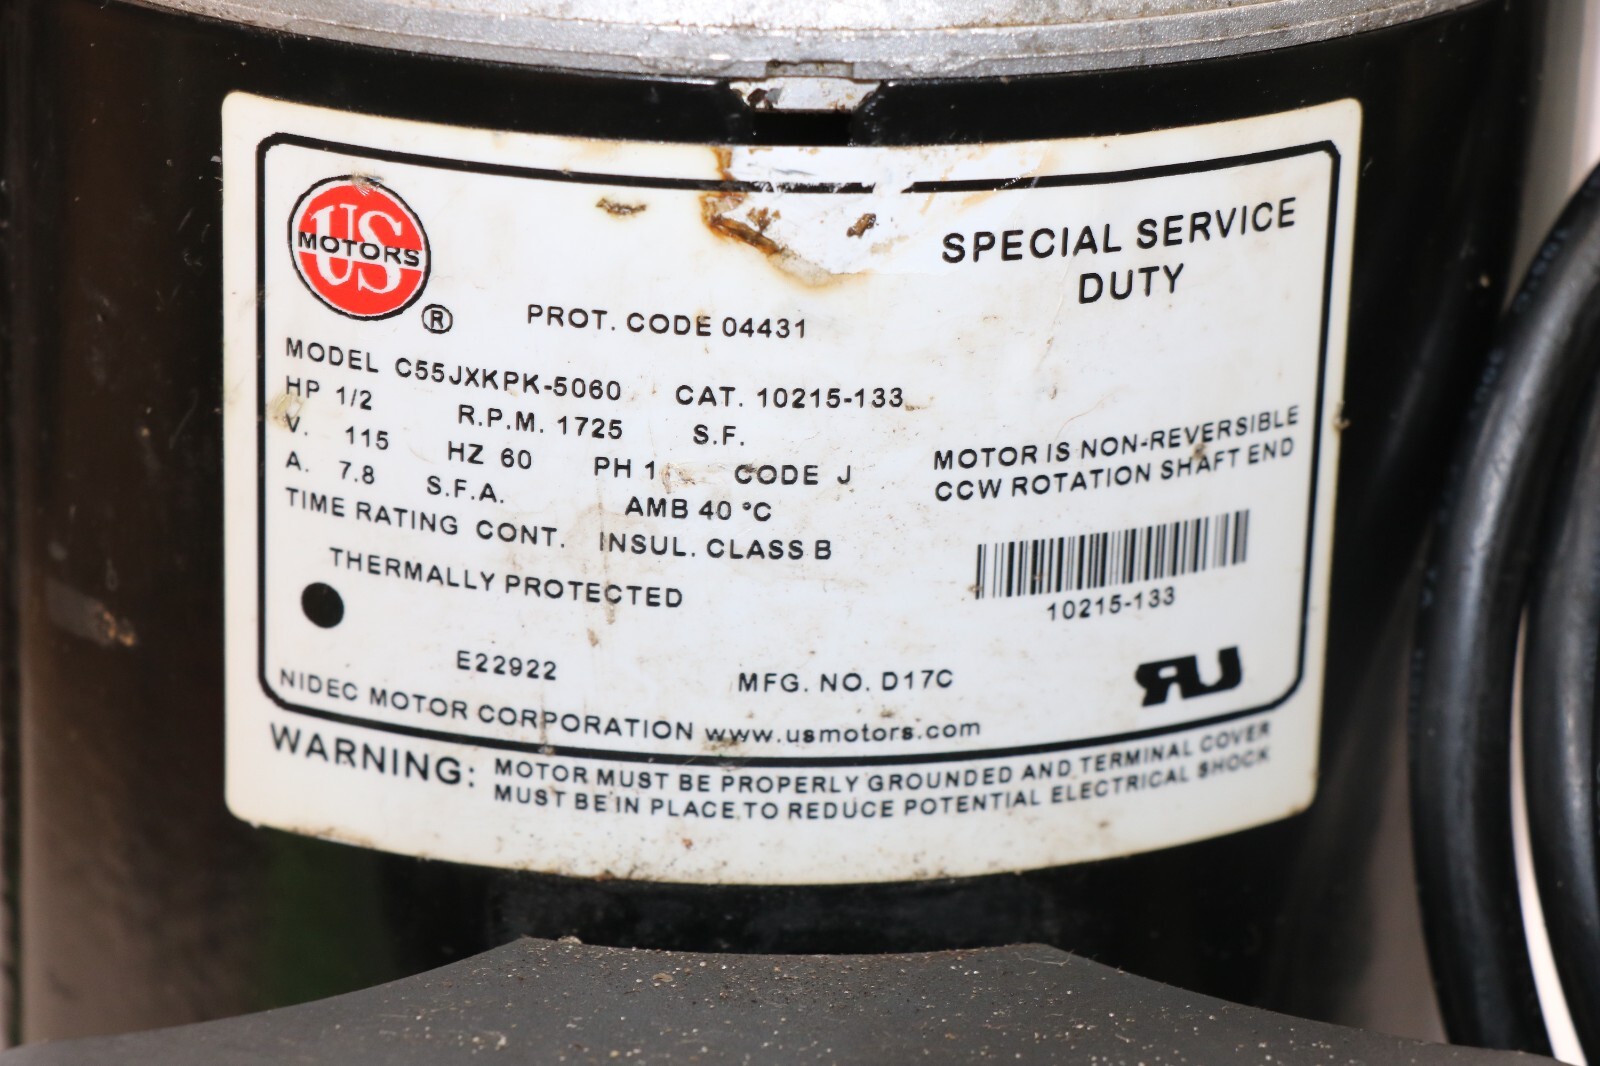 US
MOTORS
®
SPECIAL SERVICE
DUTY
PROT. CODE 04431
MODEL C55JXKPK-5060 CAT. 10215-133
HP 1/2 R.P.M. 1725 S.F.
V. 115 HZ 60 PH 1 CODE J
A. 7.8 S.F.A. AMB 40 °C
TIME RATING CONT. INSUL. CLASS B
THERMALLY PROTECTED
MOTOR IS NON-REVERSIBLE
CCW ROTATION SHAFT END
10215-133
E22922 MFG. NO. D17C
RU
NIDEC MOTOR CORPORATION www.usmotors.com
WARNING: MOTOR MUST BE PROPERLY GROUNDED AND TERMINAL COVER
MUST BE IN PLACE TO REDUCE POTENTIAL ELECTRICAL SHOCK